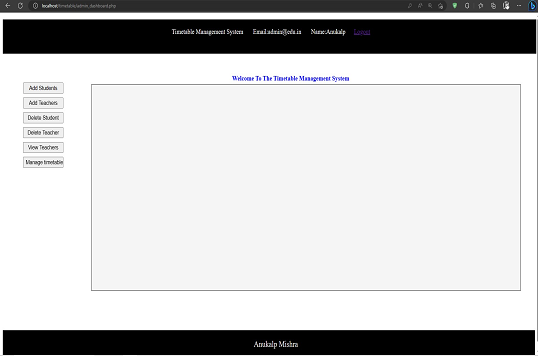 localhost/timetable/admin_dashboard.php
Timetable Management System Email:admin@edu.in Name:Anukalp Logout
Welcome To The Timetable Management System
Add Students
Add Teachers
Delete Student
Delete Teacher
View Teachers
Manage timetable
Anukalp Mishra